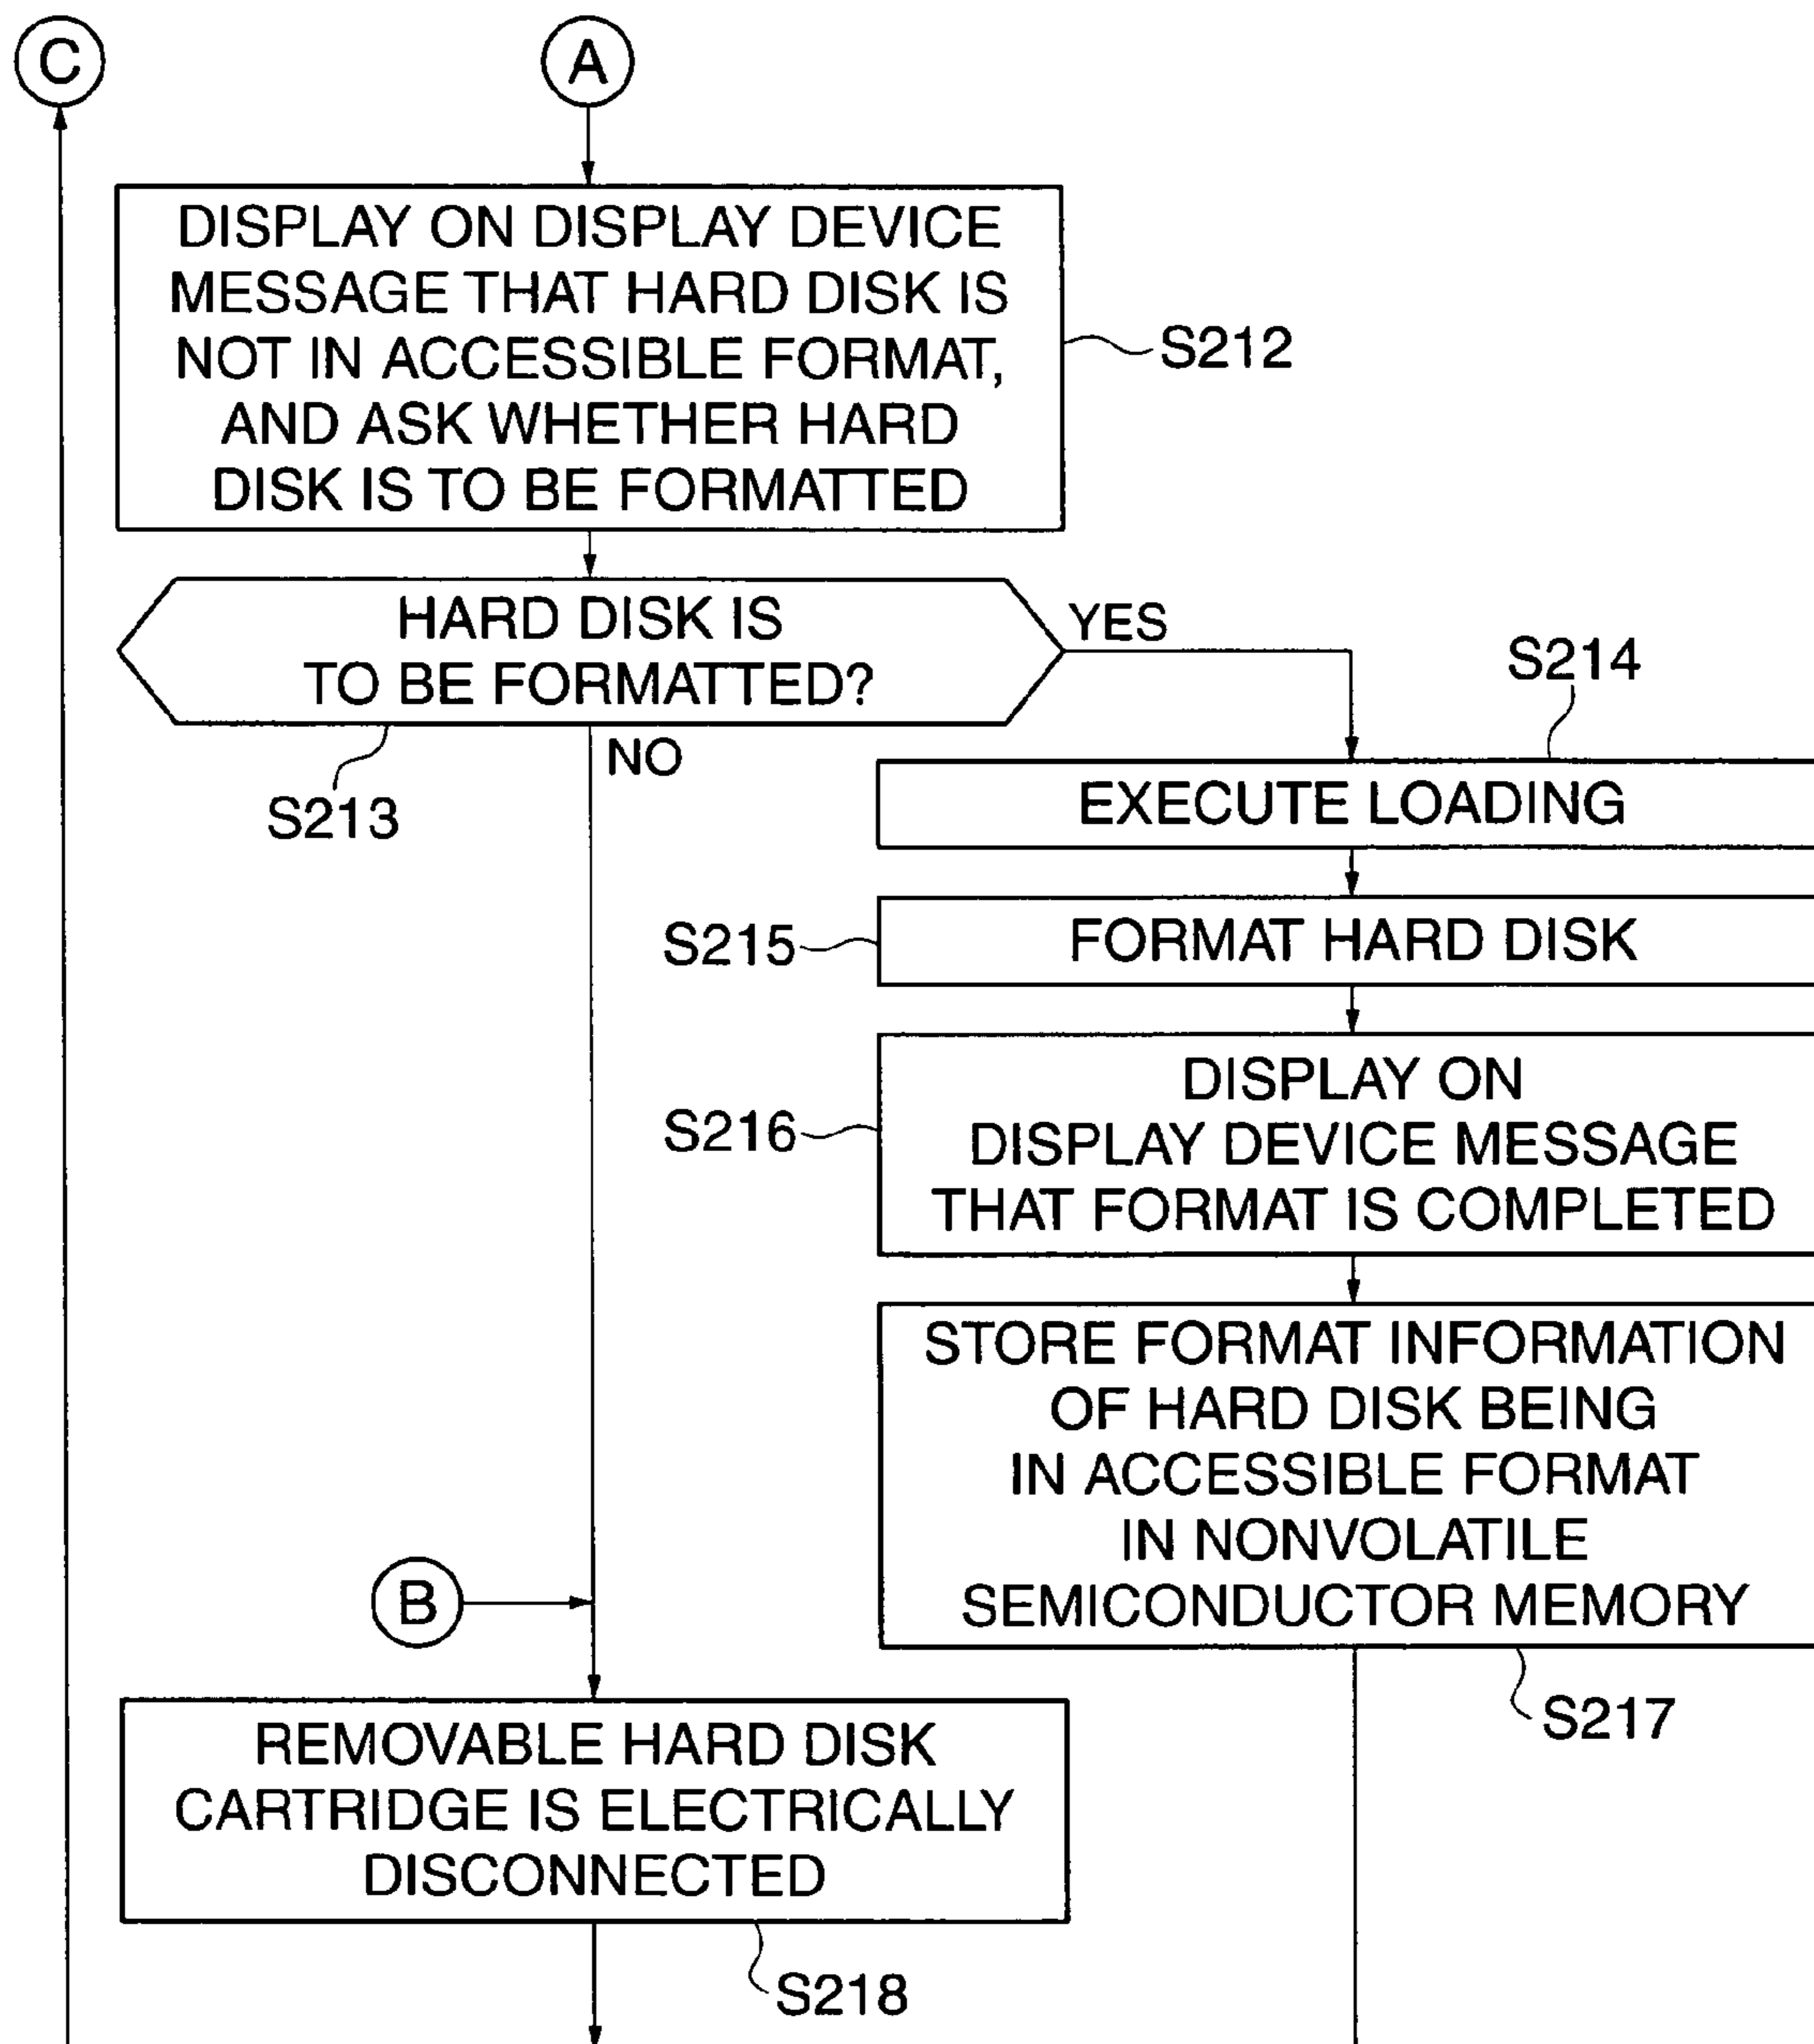 C
A
DISPLAY ON DISPLAY DEVICE
MESSAGE THAT HARD DISK IS
NOT IN ACCESSIBLE FORMAT,
AND ASK WHETHER HARD
DISK IS TO BE FORMATTED
S212
HARD DISK IS
TO BE FORMATTED?
YES
NO
S213
S214
EXECUTE LOADING
S215
FORMAT HARD DISK
S216
DISPLAY ON
DISPLAY DEVICE MESSAGE
THAT FORMAT IS COMPLETED
STORE FORMAT INFORMATION
OF HARD DISK BEING
IN ACCESSIBLE FORMAT
IN NONVOLATILE
SEMICONDUCTOR MEMORY
S217
B
REMOVABLE HARD DISK
CARTRIDGE IS ELECTRICALLY
DISCONNECTED
S218